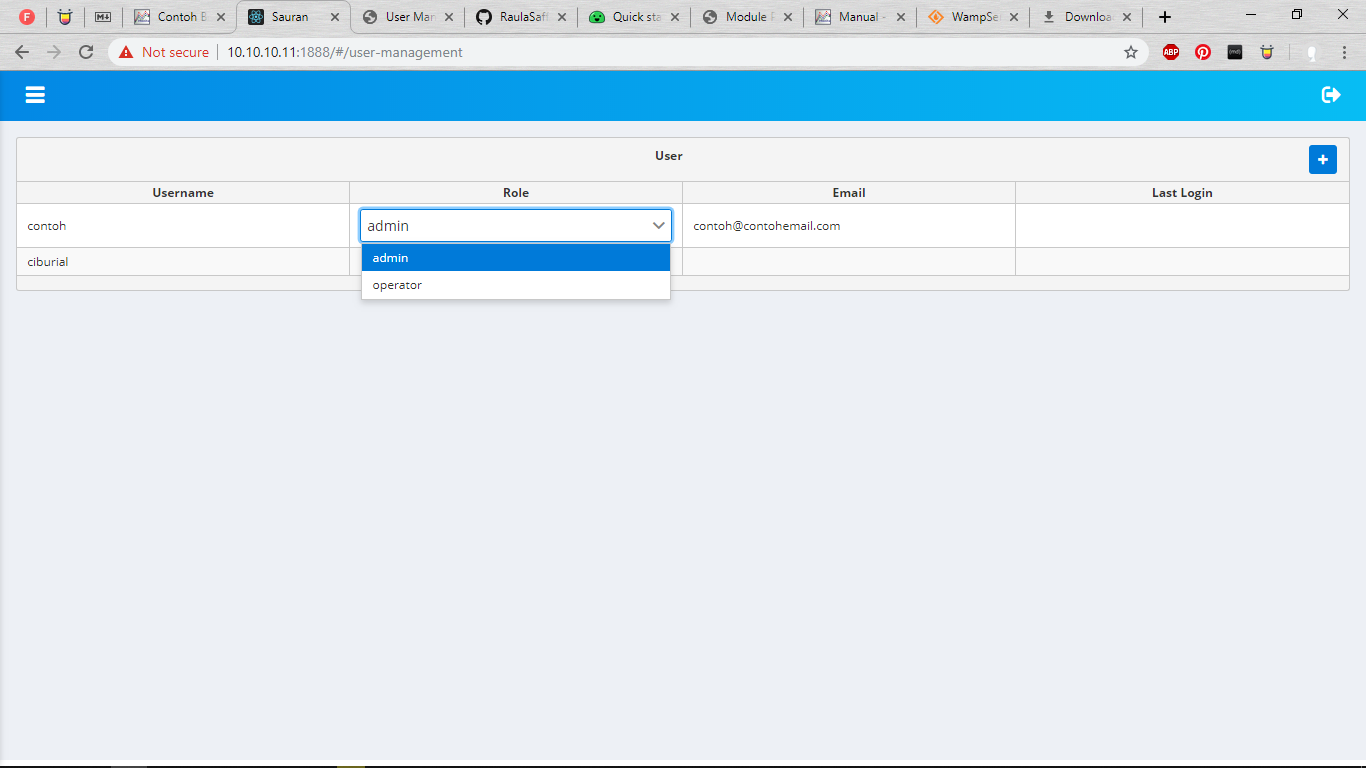 F
M
Contoh B
Sauran
User Man
RaulaSaf
Quick sta
Module
Manual -
WampSe
Downloa
Not secure
10.10.10.11:1888/#/user-management
ABP
User
Username Role Email Last Login
contoh admin contoh@contohemail.com
admin
ciburial
operator